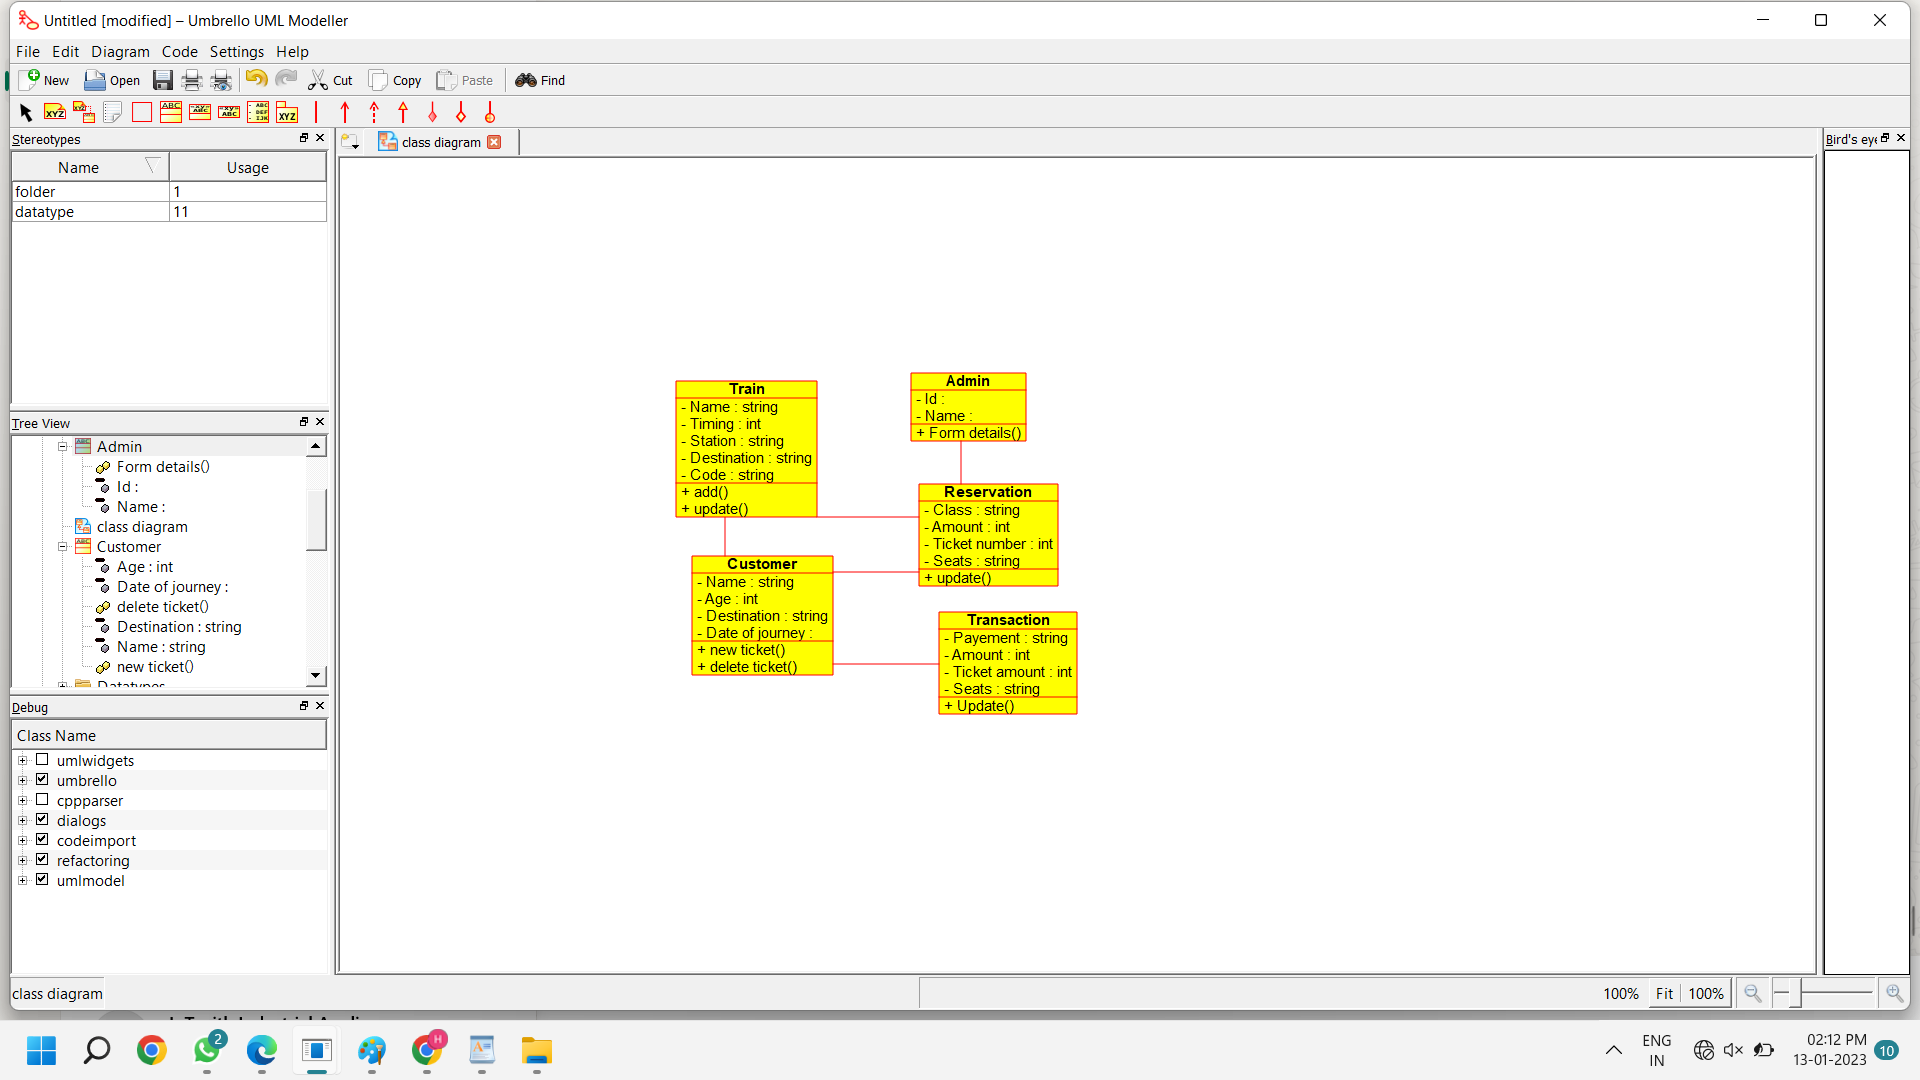 Untitled [modified] – Umbrello UML Modeller
File Edit Diagram Code Settings Help
New Open Cut Copy Paste Find
Stereotypes
Name Usage
folder 1
datatype 11
Tree View
Admin
Form details()
Id :
Name :
class diagram
Customer
Age : int
Date of journey :
delete ticket()
Destination : string
Name : string
new ticket()
Datatypes
Debug
Class Name
umlwidgets
umbrello
cppparser
dialogs
codeimport
refactoring
umlmodel
class diagram
Bird's eye
Train
- Name : string
- Timing : int
- Station : string
- Destination : string
- Code : string
+ add()
+ update()
Admin
- Id :
- Name :
+ Form details()
Reservation
- Class : string
- Amount : int
- Ticket number : int
- Seats : string
+ update()
Customer
- Name : string
- Age : int
- Destination : string
- Date of journey :
+ new ticket()
+ delete ticket()
Transaction
- Payement : string
- Amount : int
- Ticket amount : int
- Seats : string
+ Update()
class diagram
100% Fit 100%
2
H
ENG
IN
02:12 PM
13-01-2023
10